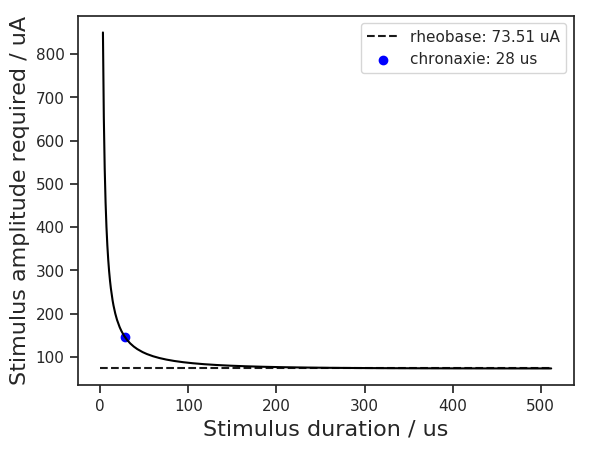 Stimulus amplitude required / uA
800
700
600
500
400
300
200
100
rheobase: 73.51 uA
chronaxie: 28 us
0 100 200 300 400 500
Stimulus duration / us